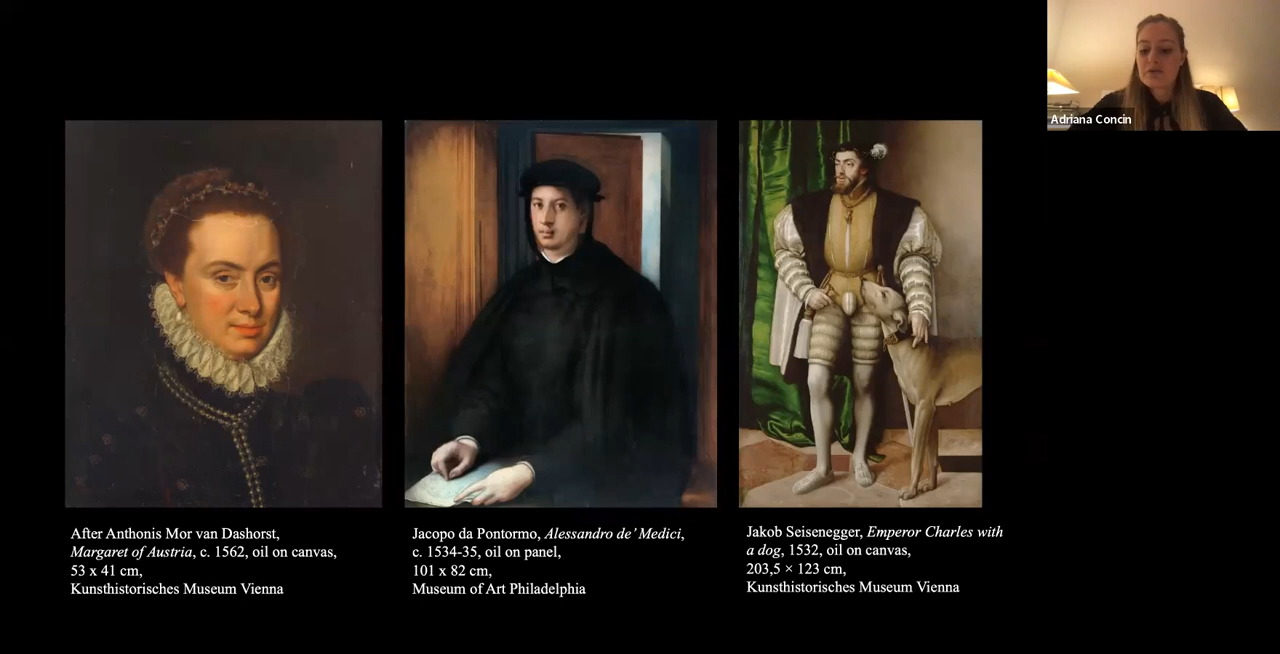 Adriana Concin
After Anthonis Mor van Dashorst,
Margaret of Austria, c. 1562, oil on canvas,
53 x 41 cm,
Kunsthistorisches Museum Vienna
Jacopo da Pontormo, Alessandro de’ Medici,
c. 1534-35, oil on panel,
101 x 82 cm,
Museum of Art Philadelphia
Jakob Seisenegger, Emperor Charles with
a dog, 1532, oil on canvas,
203,5 × 123 cm,
Kunsthistorisches Museum Vienna